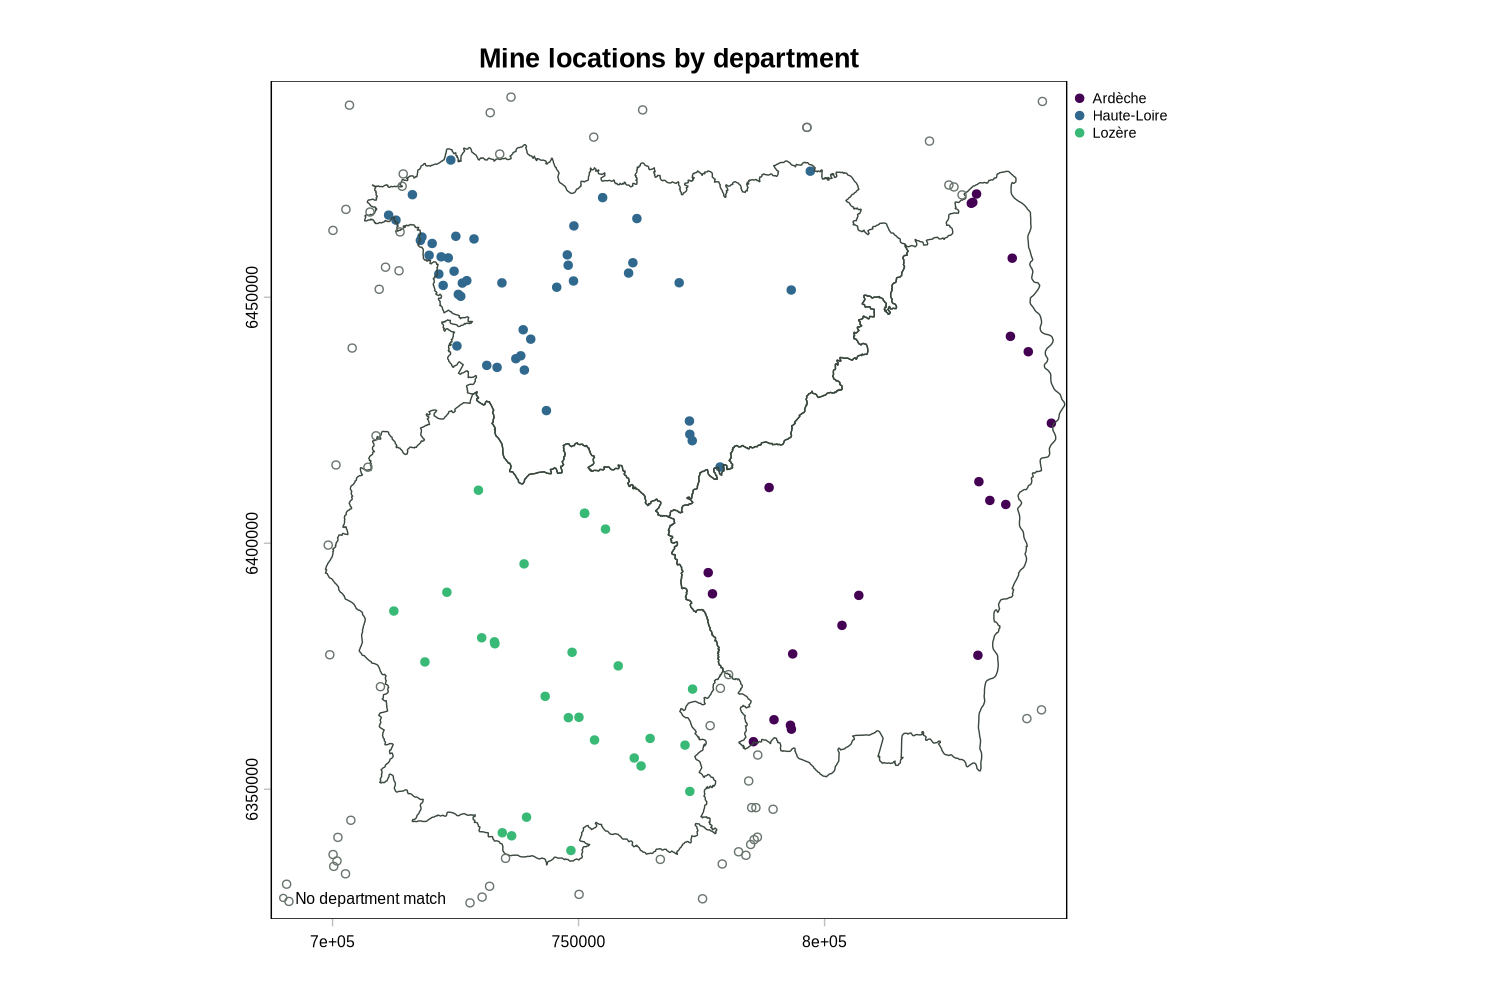 Mine locations by department
Ardèche
Haute-Loire
Lozère
6450000
6400000
6350000
No department match
7e+05
750000
8e+05